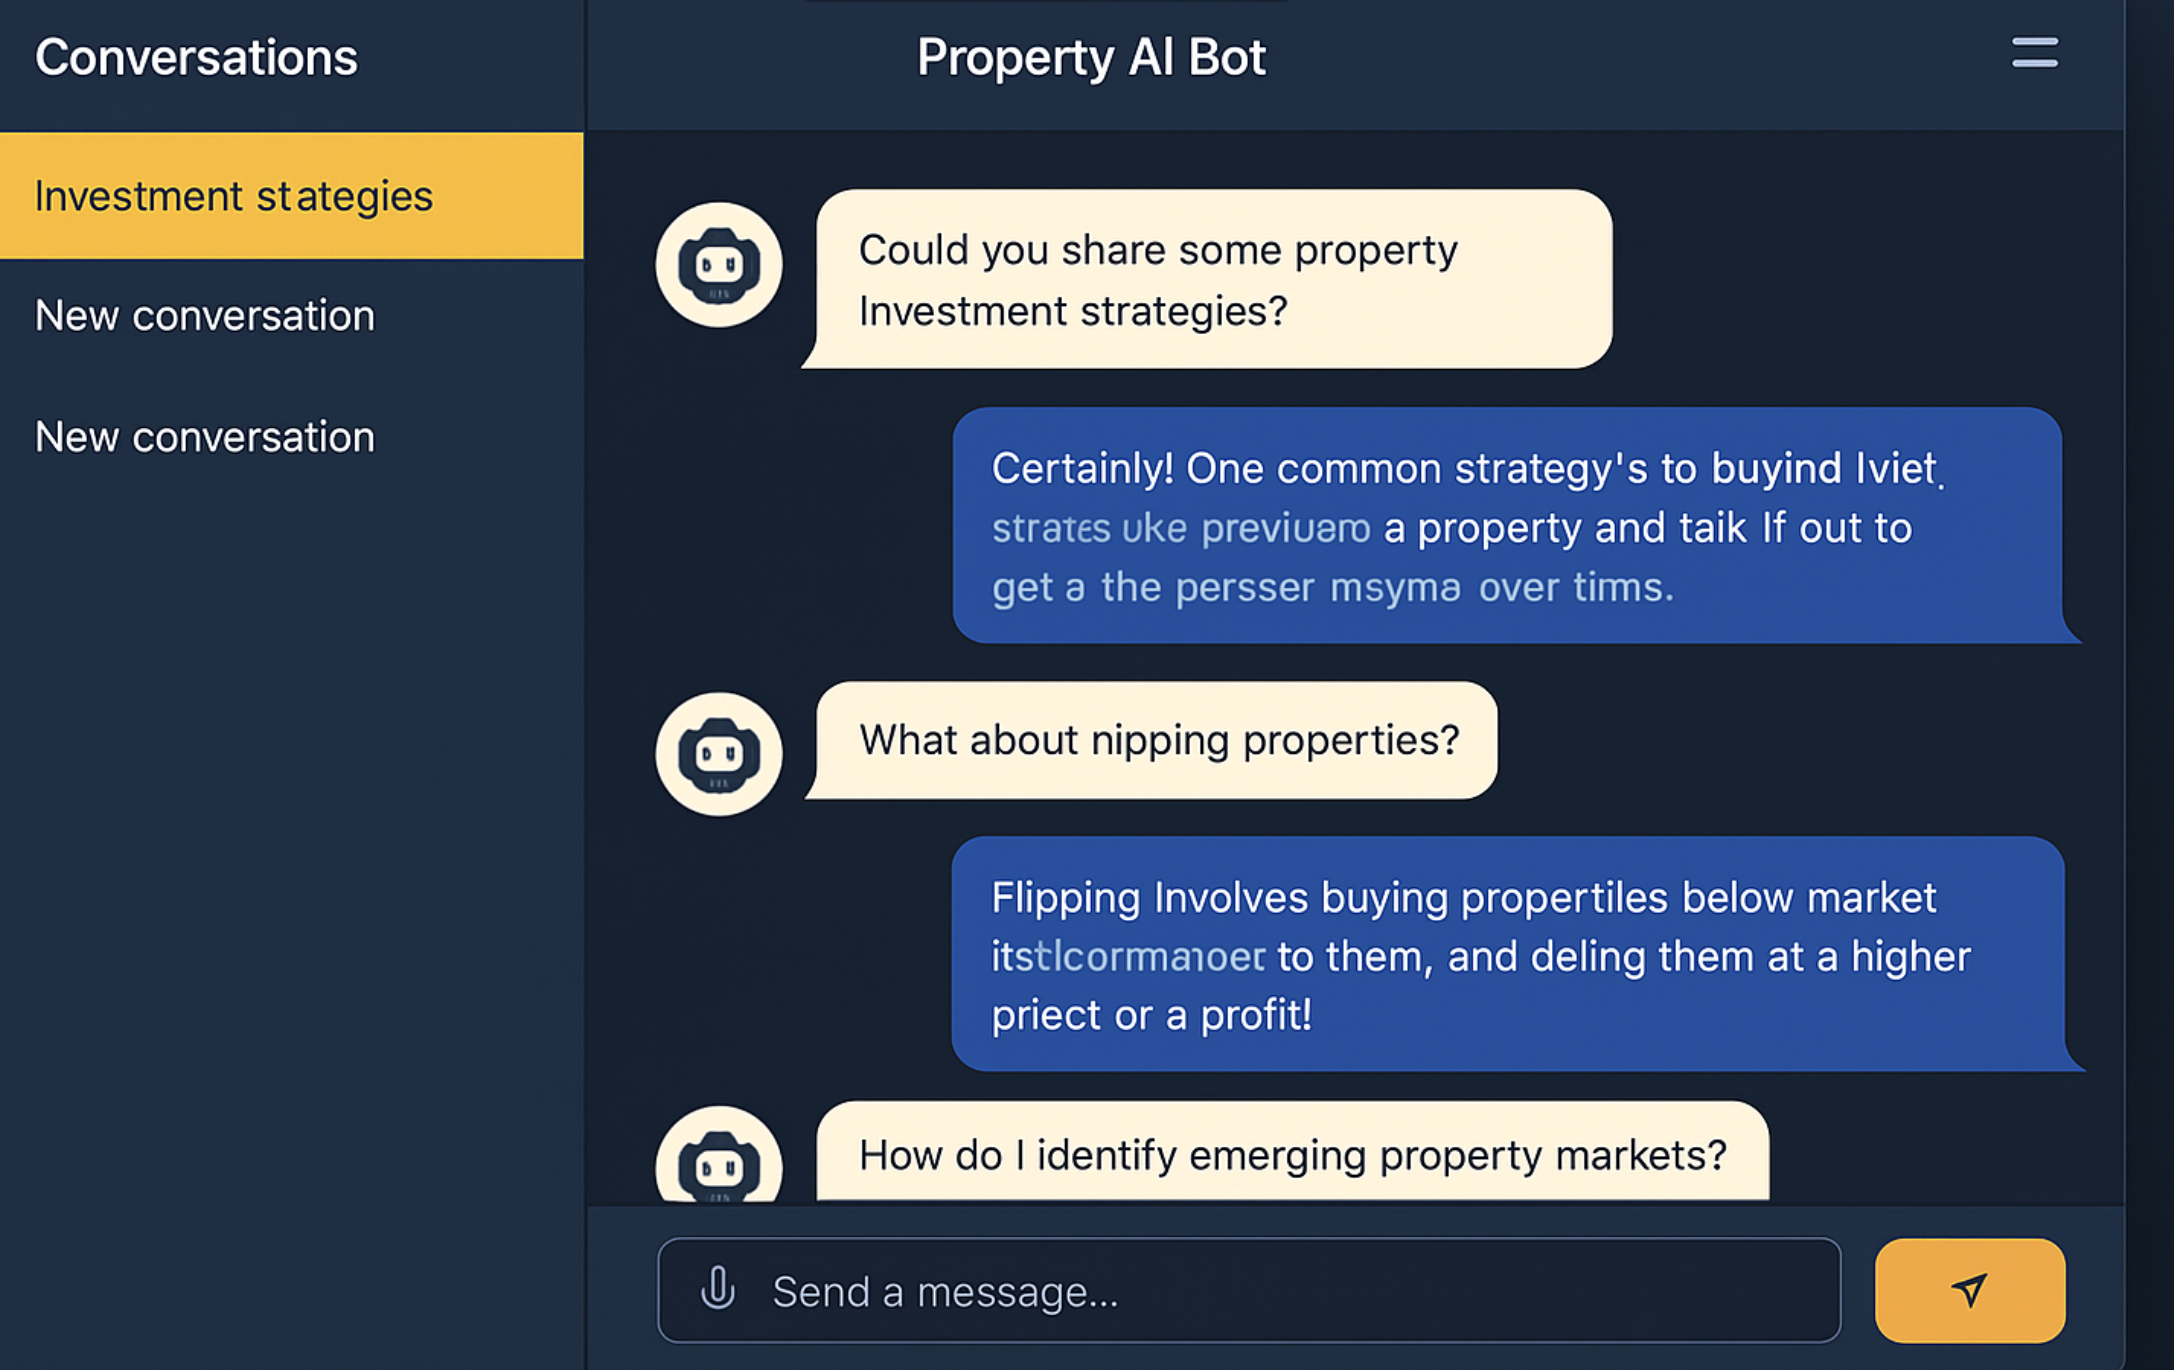 Conversations
Property AI Bot
Investment stategies
New conversation
New conversation
Could you share some property
Investment strategies?
Certainly! One common strategy's to buyind Iviet.
strates uke previuam a property and taik If out to
get a the persser msyma over tims.
What about nipping properties?
Flipping Involves buying propertiles below market
to them, and deling them at a higher
priect or a profit!
How do I identify emerging property markets?
Send a message...